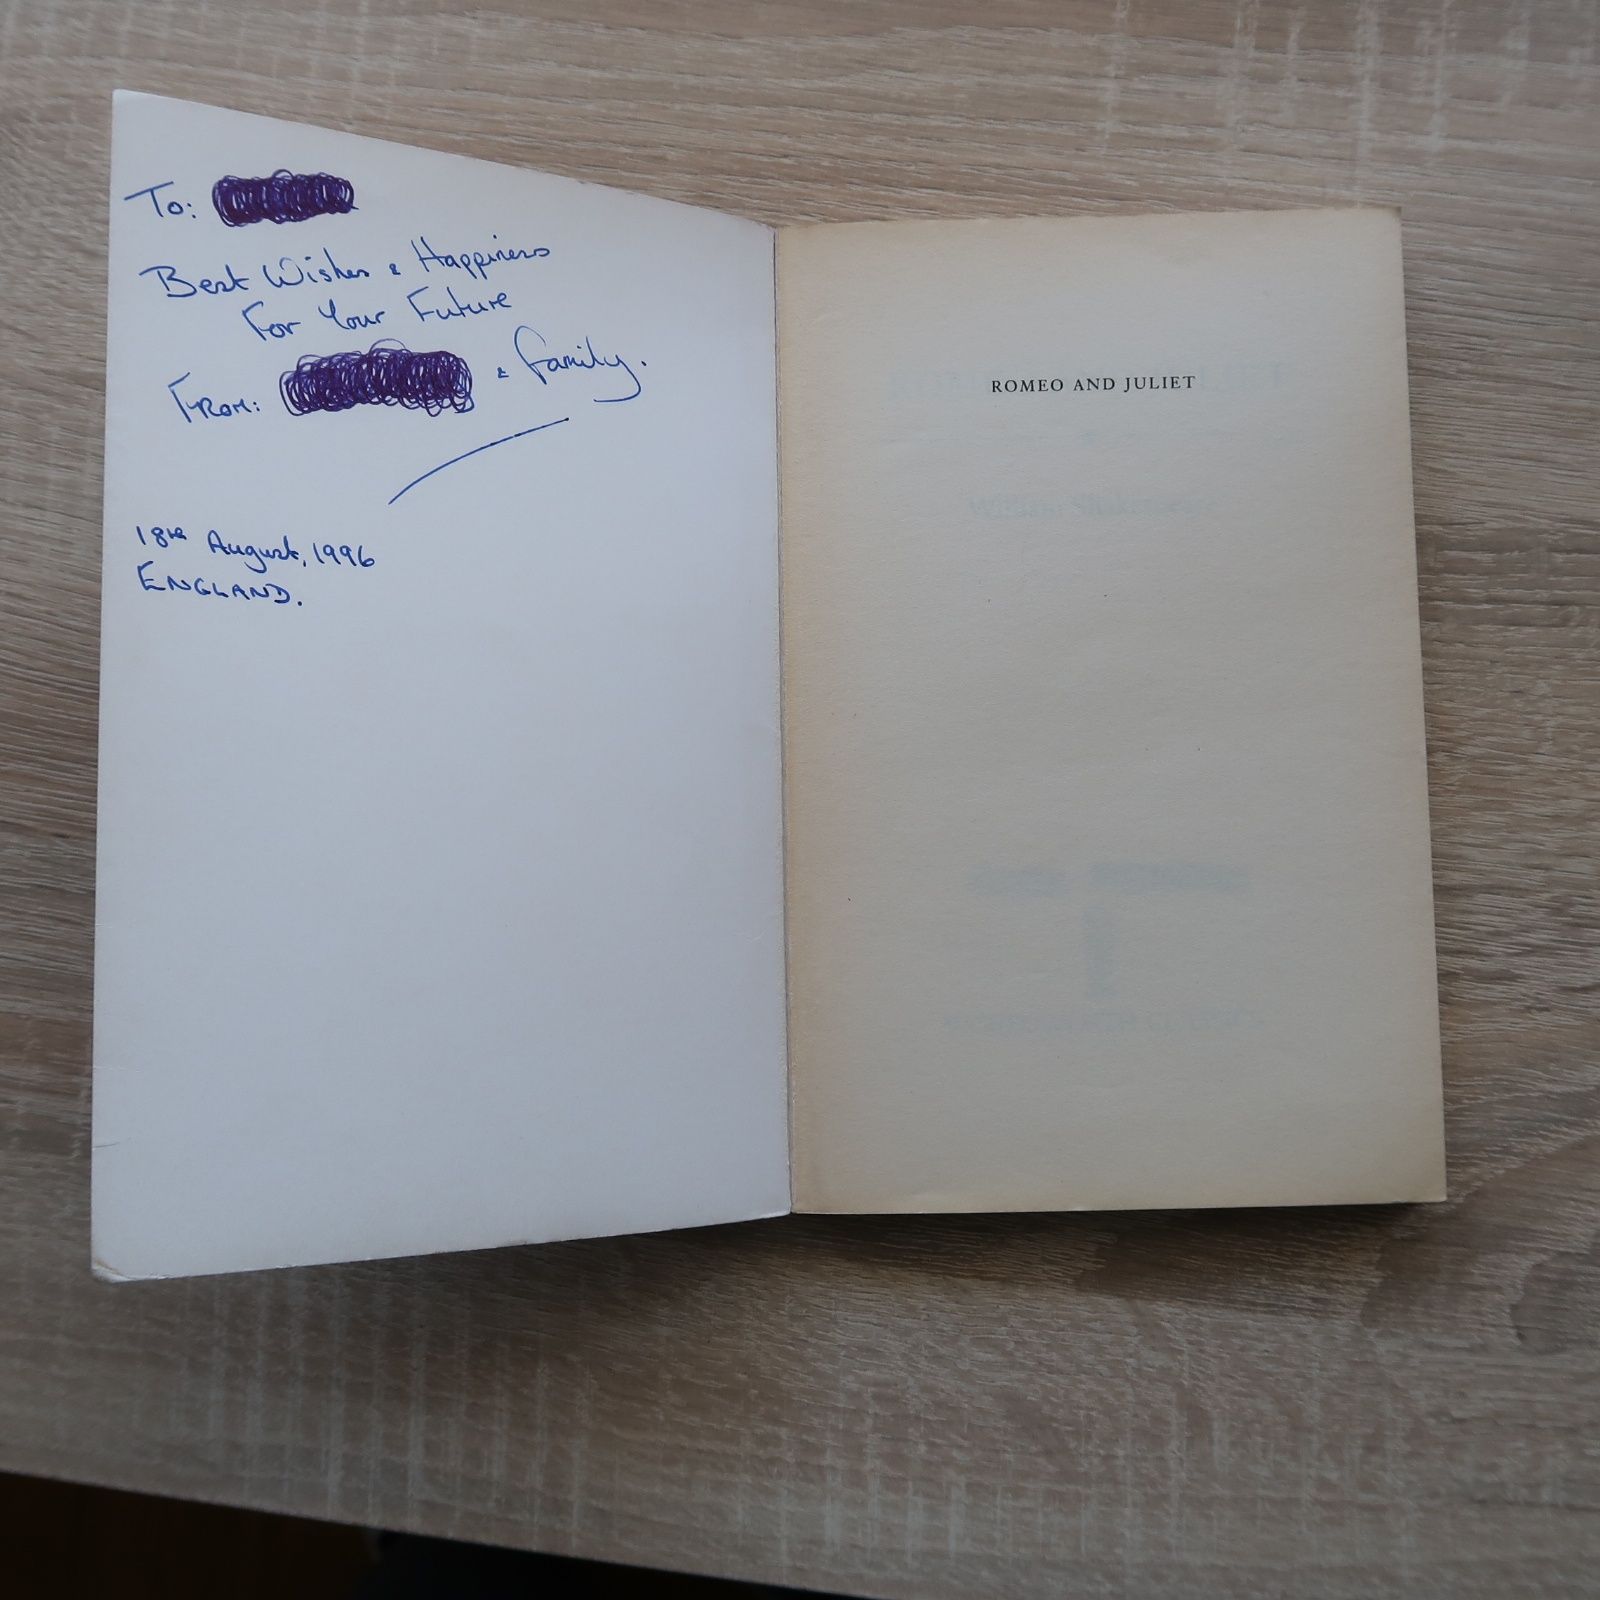 To:
Best Wishes & Happiness
For Your Future
From: & family.
18th August, 1996
ENGLAND.
ROMEO AND JULIET